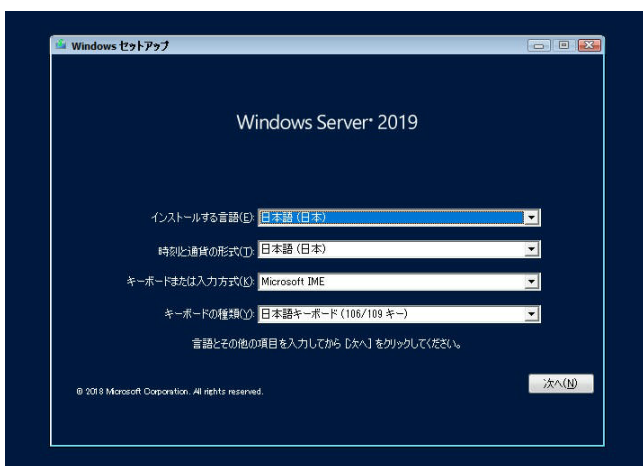 Windows セットアップ
Windows Server® 2019
インストールする言語(E): 日本語 (日本)
時刻と通貨の形式(T): 日本語 (日本)
キーボードまたは入力方式(K): Microsoft IME
キーボードの種類(Y): 日本語キーボード (106/109 キー)
言語とその他の項目を入力してから [次へ] をクリックしてください。
© 2018 Microsoft Corporation. All rights reserved.
次へ(N)